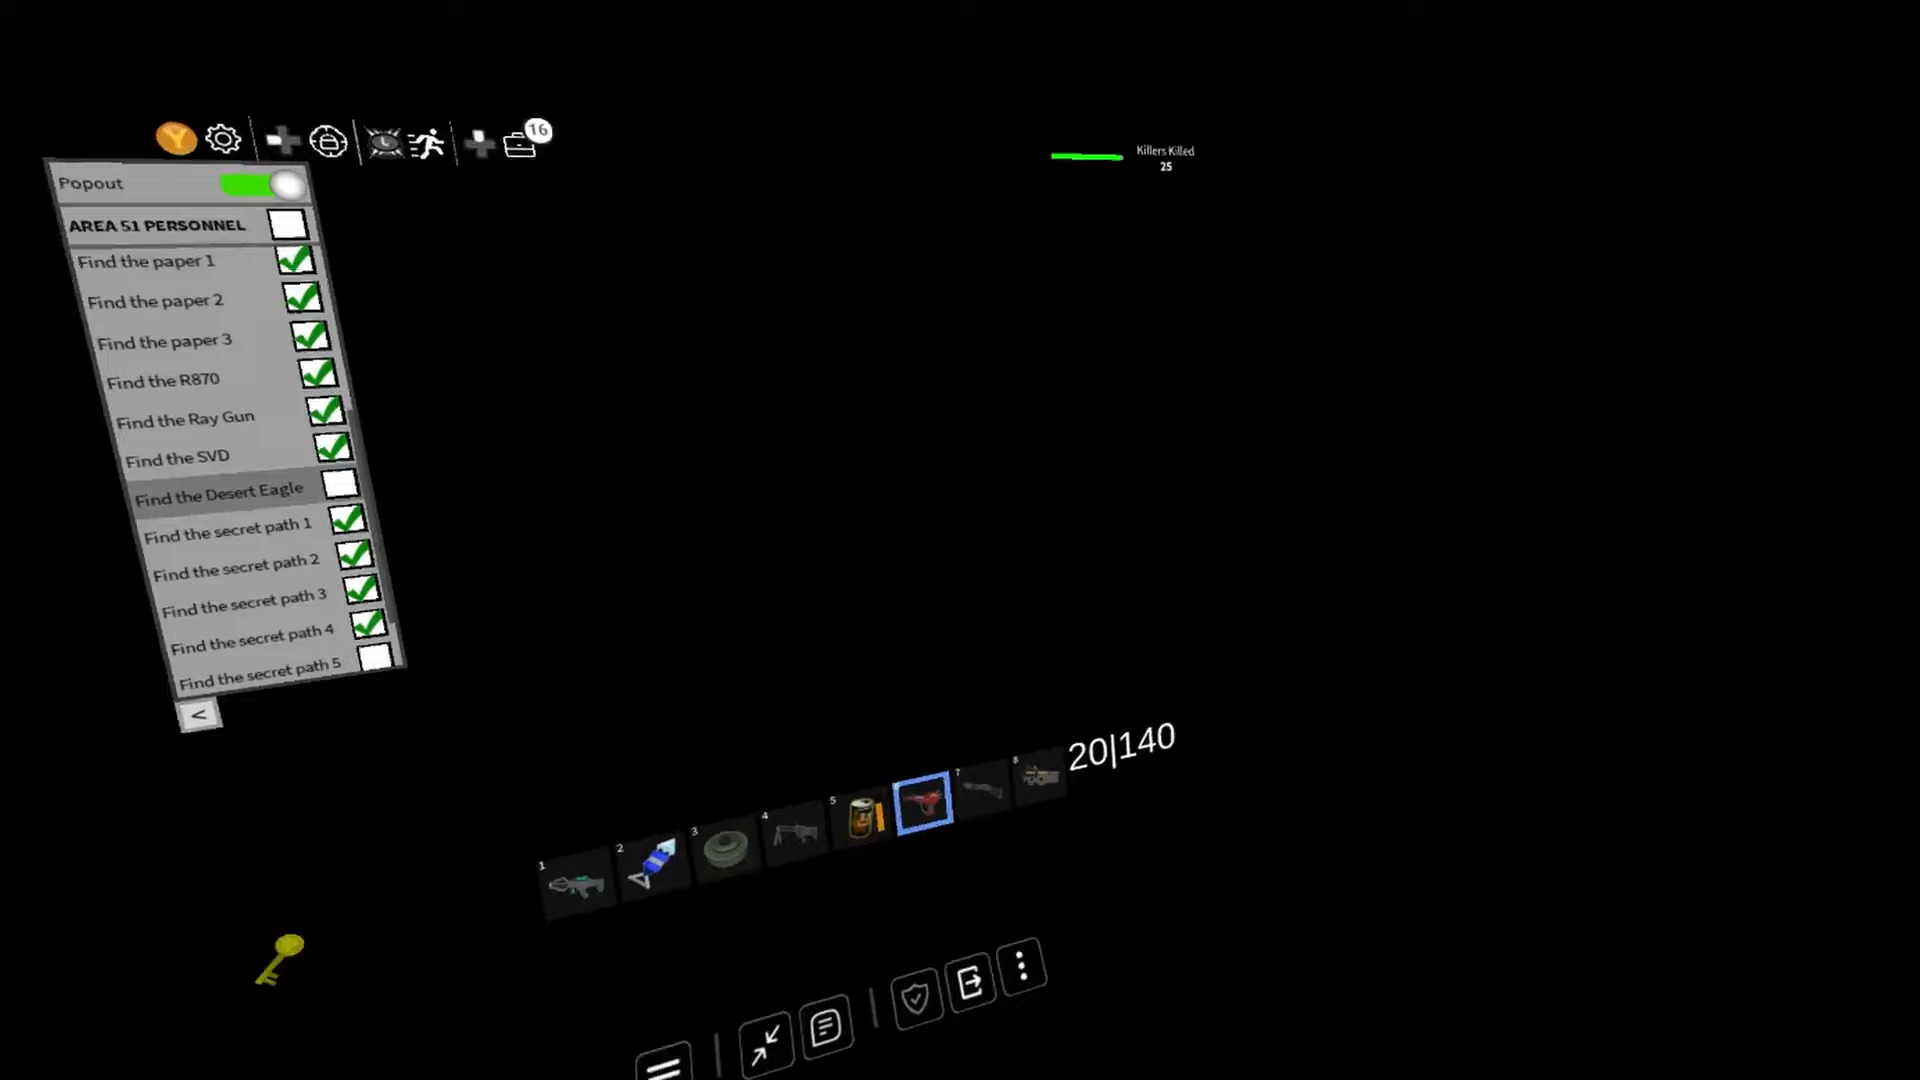 Y
16
Killers Killed
25
Popout
AREA 51 PERSONNEL
Find the paper 1
Find the paper 2
Find the paper 3
Find the R870
Find the Ray Gun
Find the SVD
Find the Desert Eagle
Find the secret path 1
Find the secret path 2
Find the secret path 3
Find the secret path 4
Find the secret path 5
<
20|140
1
2
3
4
5
7
8